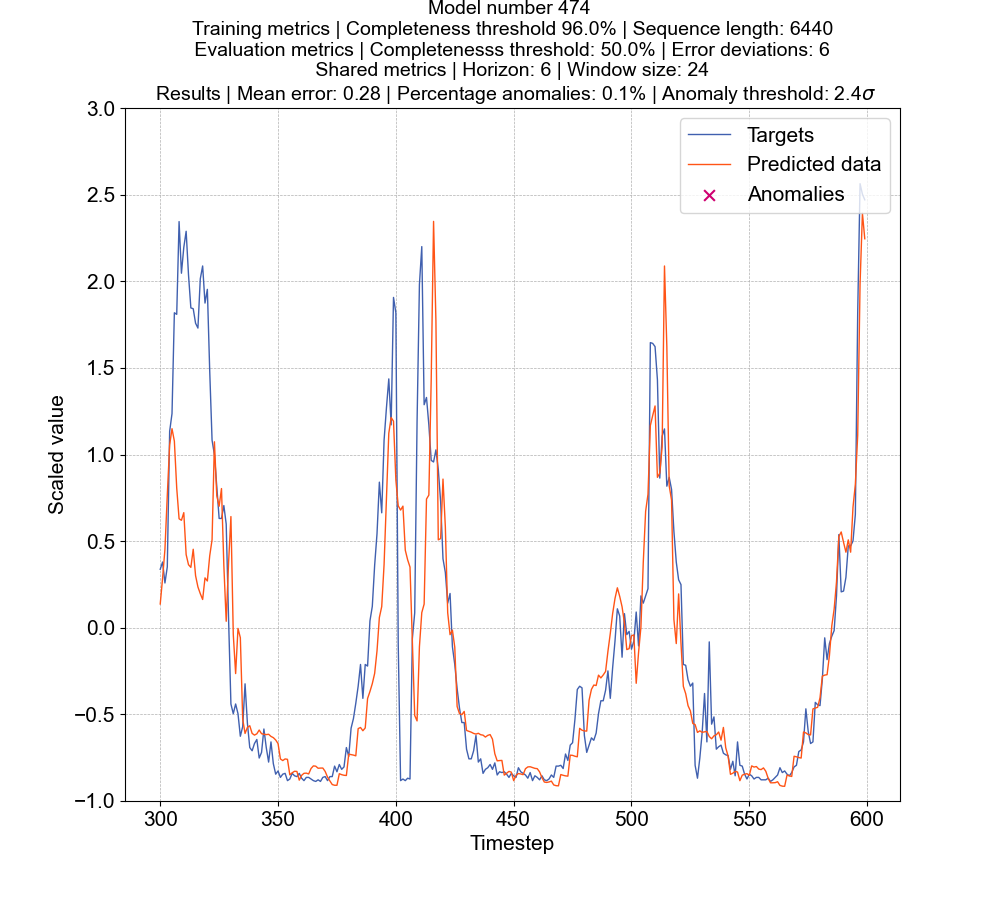 Model number 474
Training metrics | Completeness threshold 96.0% | Sequence length: 6440
Evaluation metrics | Completenesss threshold: 50.0% | Error deviations: 6
Shared metrics | Horizon: 6 | Window size: 24
Results | Mean error: 0.28 | Percentage anomalies: 0.1% | Anomaly threshold: 2.4σ
3.0
2.5
2.0
1.5
1.0
0.5
0.0
−0.5
−1.0
Scaled value
Targets
Predicted data
Anomalies
300 350 400 450 500 550 600
Timestep